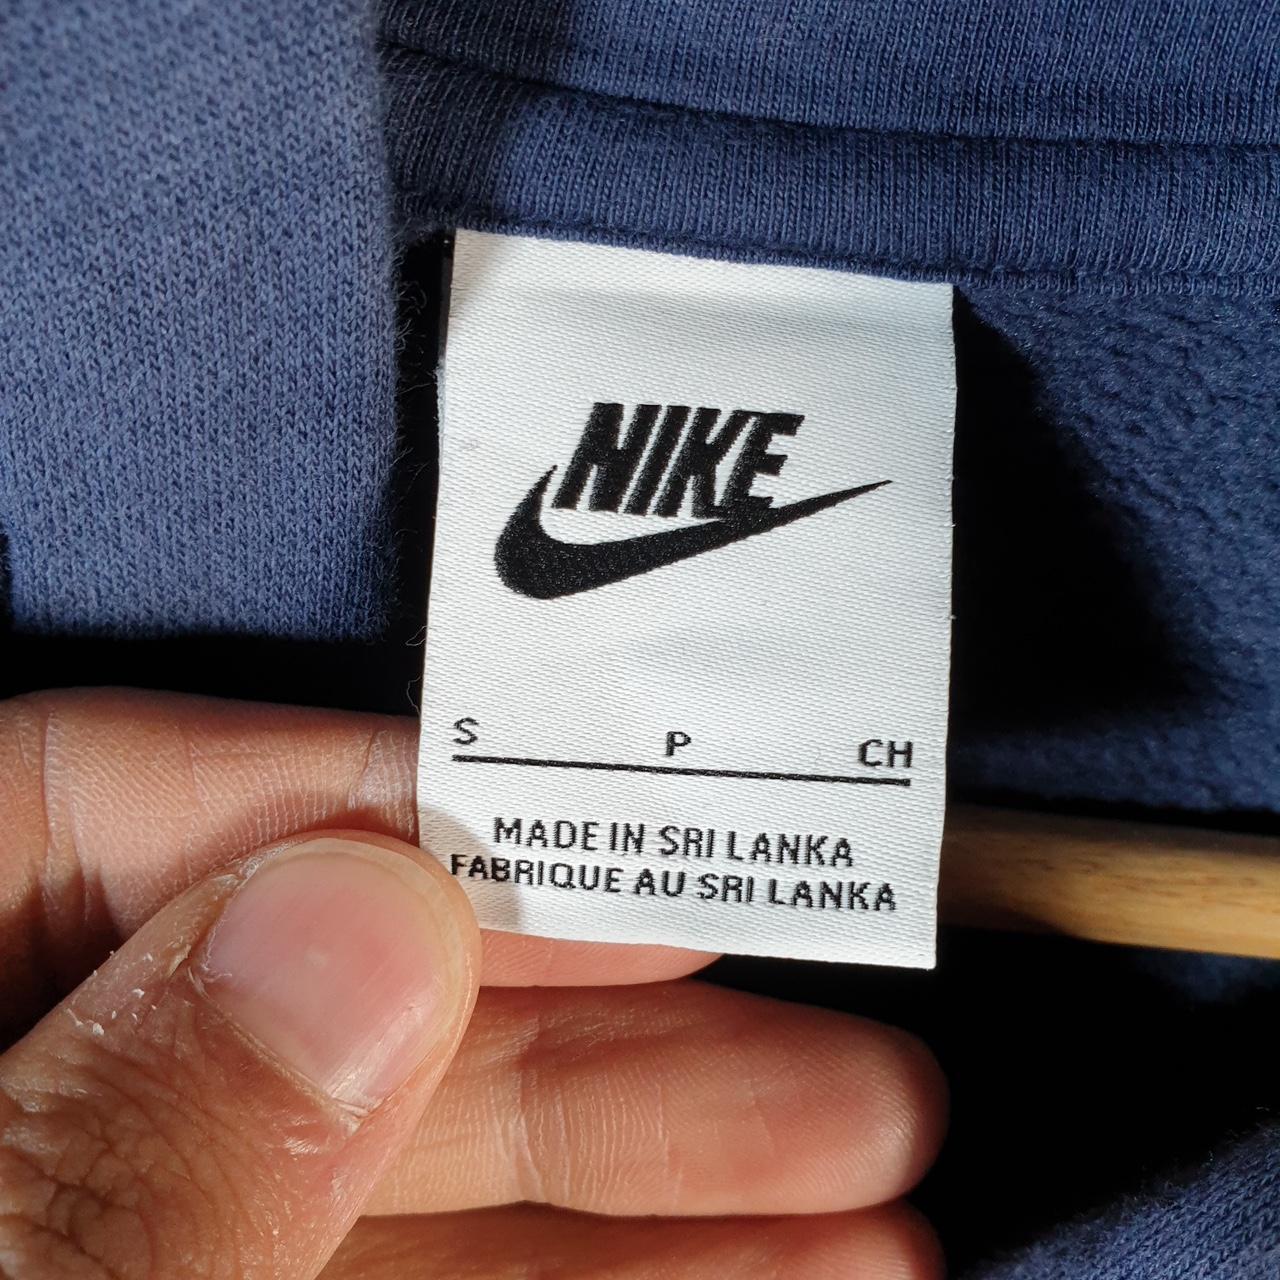 NIKE
S P CH
MADE IN SRI LANKA
FABRIQUE AU SRI LANKA